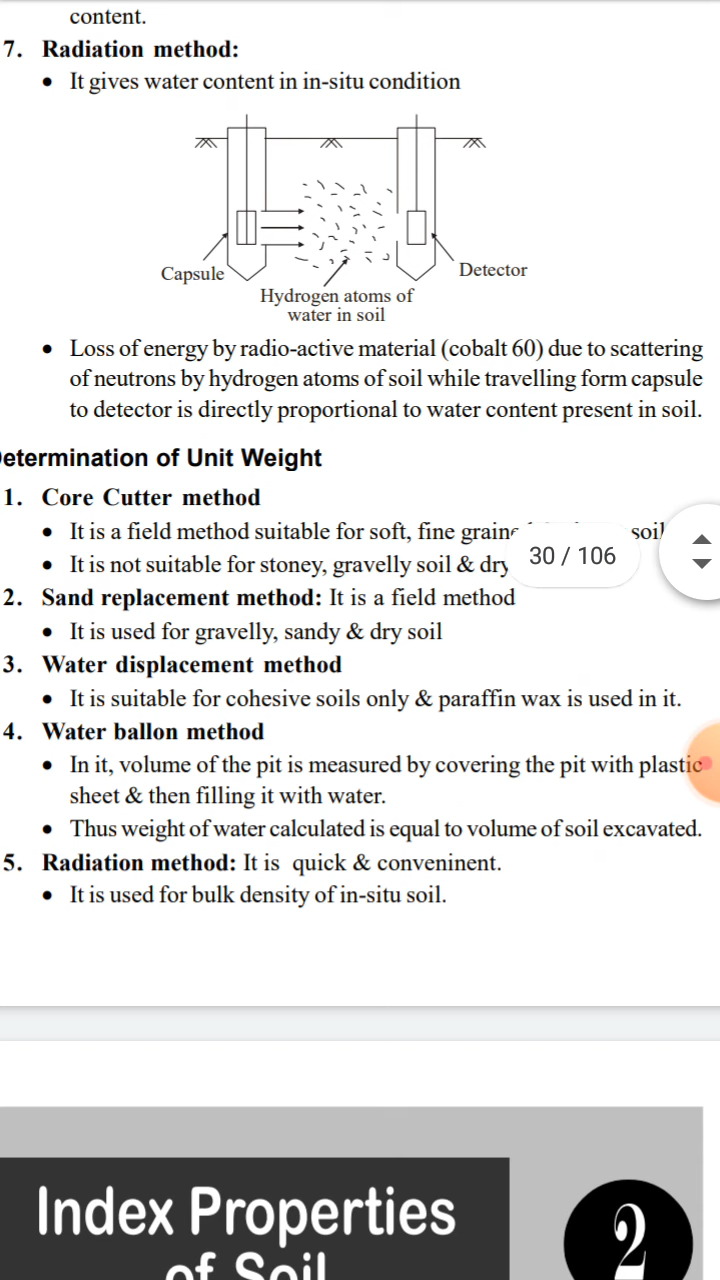 content.
7. Radiation method:
• It gives water content in in-situ condition
Capsule
Detector
Hydrogen atoms of
water in soil
• Loss of energy by radio-active material (cobalt 60) due to scattering
of neutrons by hydrogen atoms of soil while travelling form capsule
to detector is directly proportional to water content present in soil.
etermination of Unit Weight
1. Core Cutter method
• It is a field method suitable for soft, fine soil
• It is not suitable for stoney, gravelly soil & dry
30 / 106
2. Sand replacement method: It is a field method
• It is used for gravelly, sandy & dry soil
3. Water displacement method
• It is suitable for cohesive soils only & paraffin wax is used in it.
4. Water ballon method
• In it, volume of the pit is measured by covering the pit with plastic
sheet & then filling it with water.
• Thus weight of water calculated is equal to volume of soil excavated.
5. Radiation method: It is quick & conveninent.
• It is used for bulk density of in-situ soil.
Index Properties
of Soil
2